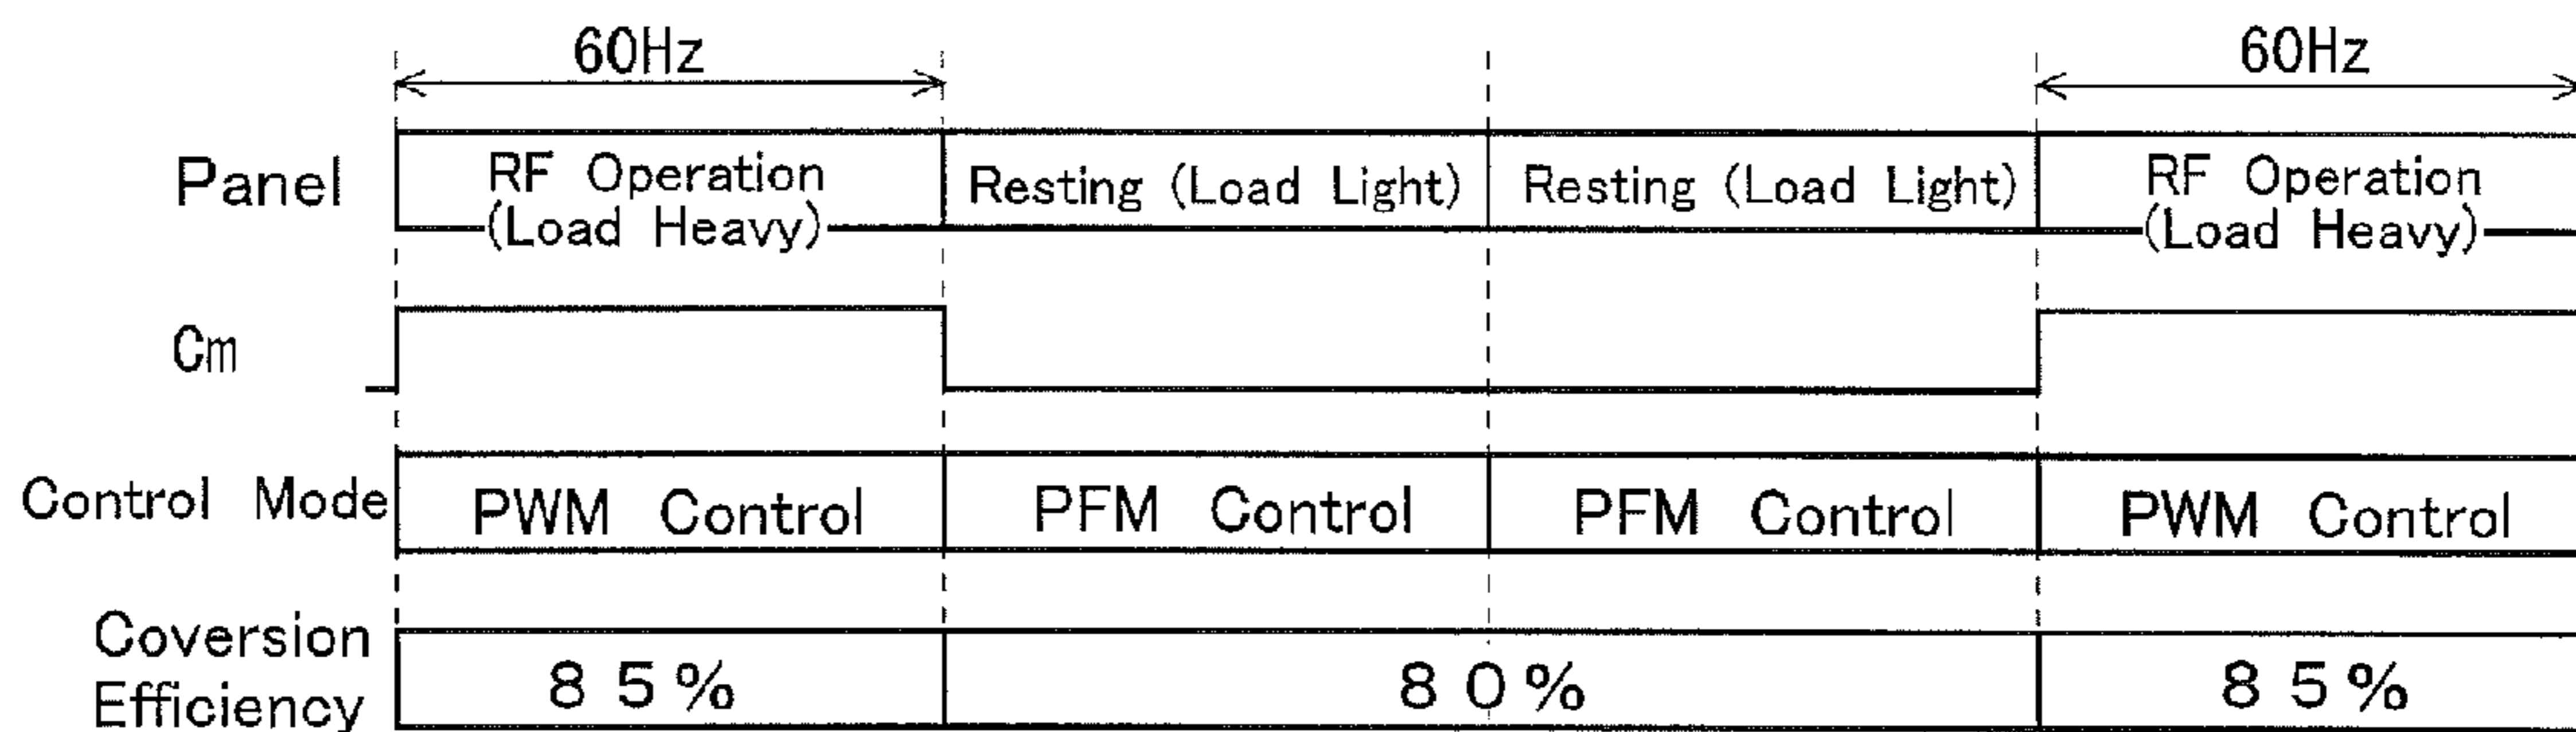 60Hz 60Hz
Panel RF Operation (Load Heavy) Resting (Load Light) Resting (Load Light) RF Operation (Load Heavy)
Cm
Control Mode PWM Control PFM Control PFM Control PWM Control
Coversion Efficiency 85% 80% 85%